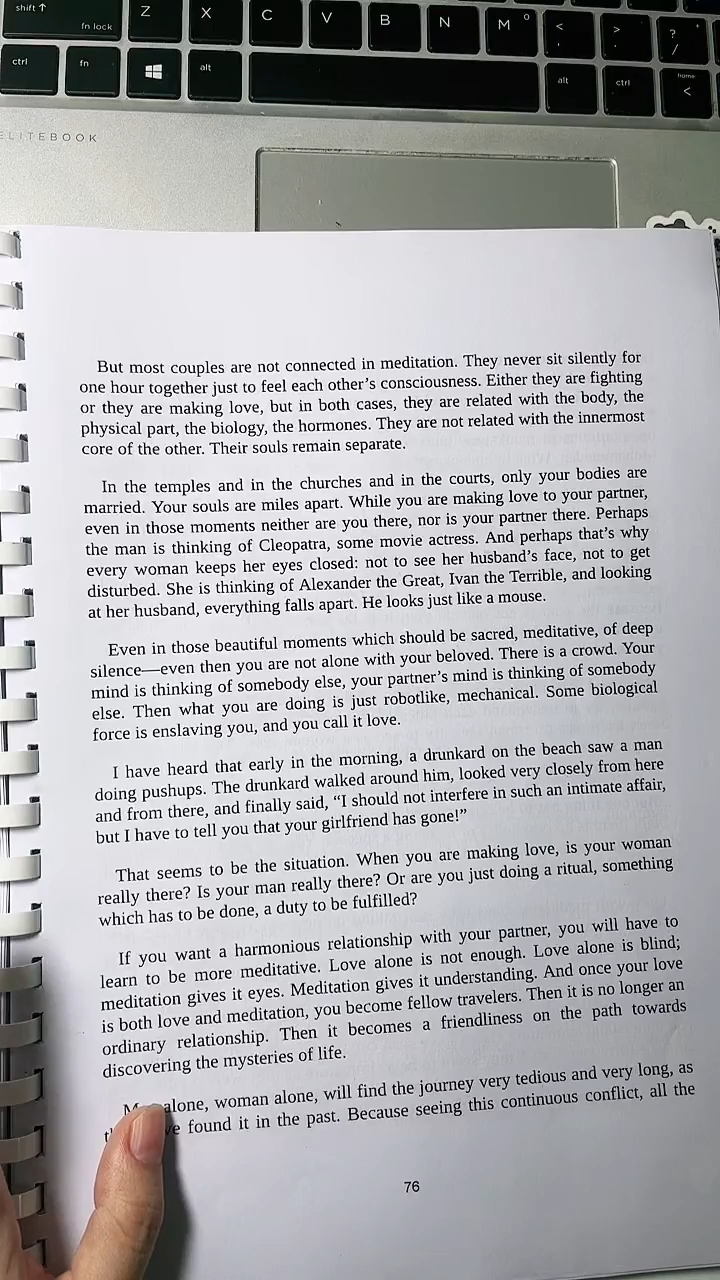 shift ↑
fn lock
Z
X
C
V
B
N
M
<
,
>
.
?
/
ctrl
fn
alt
alt
ctrl
home
<
ELITEBOOK
But most couples are not connected in meditation. They never sit silently for
one hour together just to feel each other's consciousness. Either they are fighting
or they are making love, but in both cases, they are related with the body, the
physical part, the biology, the hormones. They are not related with the innermost
core of the other. Their souls remain separate.
In the temples and in the churches and in the courts, only your bodies are
married. Your souls are miles apart. While you are making love to your partner,
even in those moments neither are you there, nor is your partner there. Perhaps
the man is thinking of Cleopatra, some movie actress. And perhaps that's why
every woman keeps her eyes closed: not to see her husband's face, not to get
disturbed. She is thinking of Alexander the Great, Ivan the Terrible, and looking
at her husband, everything falls apart. He looks just like a mouse.
Even in those beautiful moments which should be sacred, meditative, of deep
silence—even then you are not alone with your beloved. There is a crowd. Your
mind is thinking of somebody else, your partner's mind is thinking of somebody
else. Then what you are doing is just robotlike, mechanical. Some biological
force is enslaving you, and you call it love.
I have heard that early in the morning, a drunkard on the beach saw a man
doing pushups. The drunkard walked around him, looked very closely from here
and from there, and finally said, "I should not interfere in such an intimate affair,
but I have to tell you that your girlfriend has gone!"
That seems to be the situation. When you are making love, is your woman
really there? Is your man really there? Or are you just doing a ritual, something
which has to be done, a duty to be fulfilled?
If you want a harmonious relationship with your partner, you will have to
learn to be more meditative. Love alone is not enough. Love alone is blind;
meditation gives it eyes. Meditation gives it understanding. And once your love
is both love and meditation, you become fellow travelers. Then it is no longer an
ordinary relationship. Then it becomes a friendliness on the path towards
discovering the mysteries of life.
alone, woman alone, will find the journey very tedious and very long, as
found it in the past. Because seeing this continuous conflict, all the
76